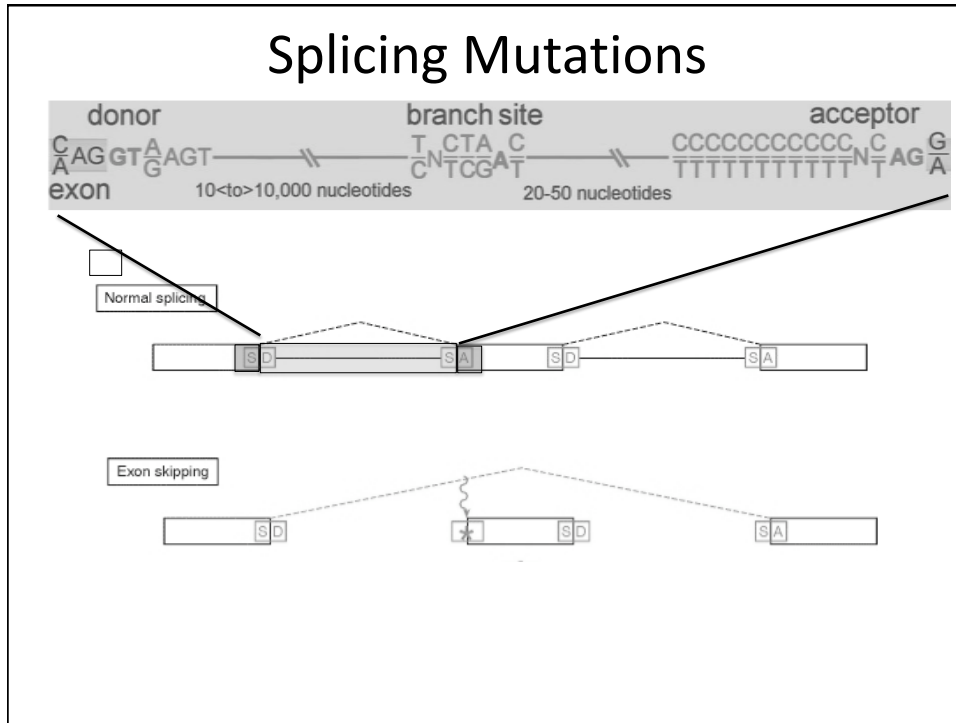 Splicing Mutations
donor branch site acceptor
C T CTA C CCCCCCCCCCC C G
AG GT A AGT N A N AG
A G C TCG T TTTTTTTTTTT T A
exon 10<to>10,000 nucleotides 20-50 nucleotides
Normal splicing
S D S A S D S A
Exon skipping
S D * S D S A